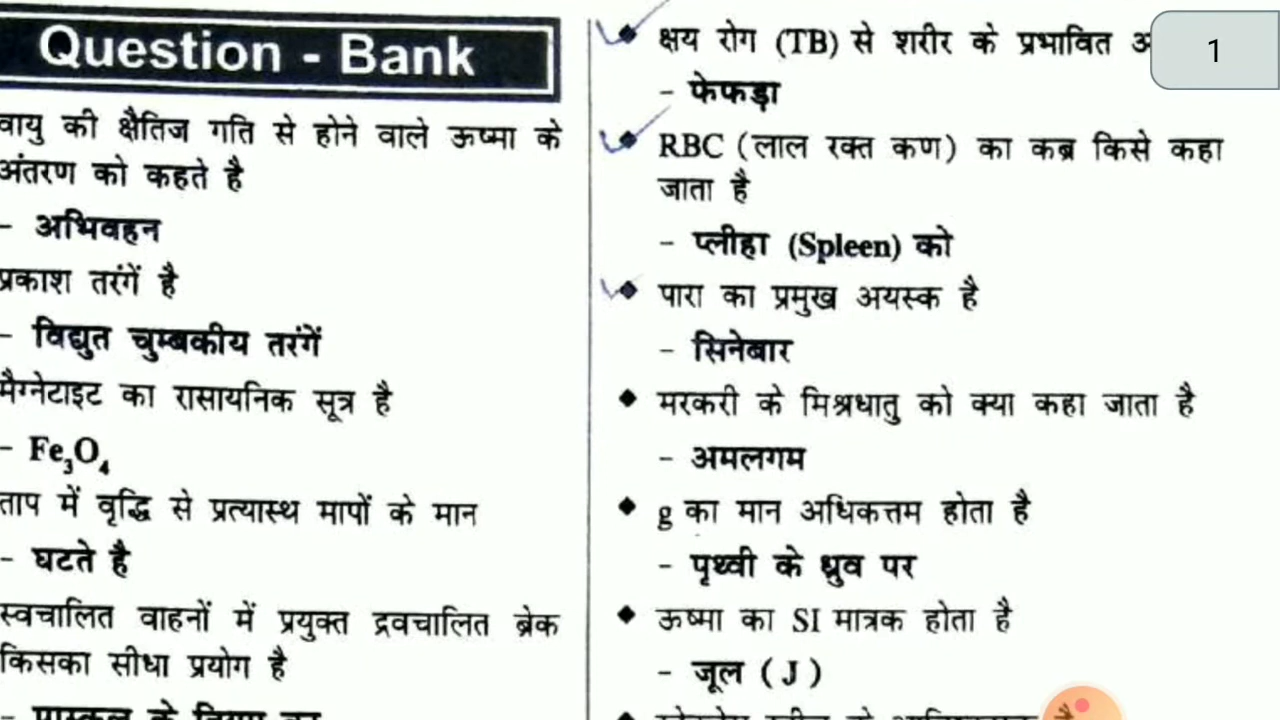 Question - Bank
वायु की क्षैतिज गति से होने वाले ऊष्मा के
अंतरण को कहते है
- अभिवहन
प्रकाश तरंगें है
- विद्युत चुम्बकीय तरंगें
मैग्नेटाइट का रासायनिक सूत्र है
- Fe₃O₄
ताप में वृद्धि से प्रत्यास्थ मापों के मान
- घटते है
स्वचालित वाहनों में प्रयुक्त द्रवचालित ब्रेक
किसका सीधा प्रयोग है
◆ क्षय रोग (TB) से शरीर के प्रभावित
- फेफड़ा
◆ RBC (लाल रक्त कण) का कब्र किसे कहा
जाता है
- प्लीहा (Spleen) को
◆ पारा का प्रमुख अयस्क है
- सिनेबार
◆ मरकरी के मिश्रधातु को क्या कहा जाता है
- अमलगम
◆ g का मान अधिकत्तम होता है
- पृथ्वी के ध्रुव पर
◆ ऊष्मा का SI मात्रक होता है
- जूल ( J )
1